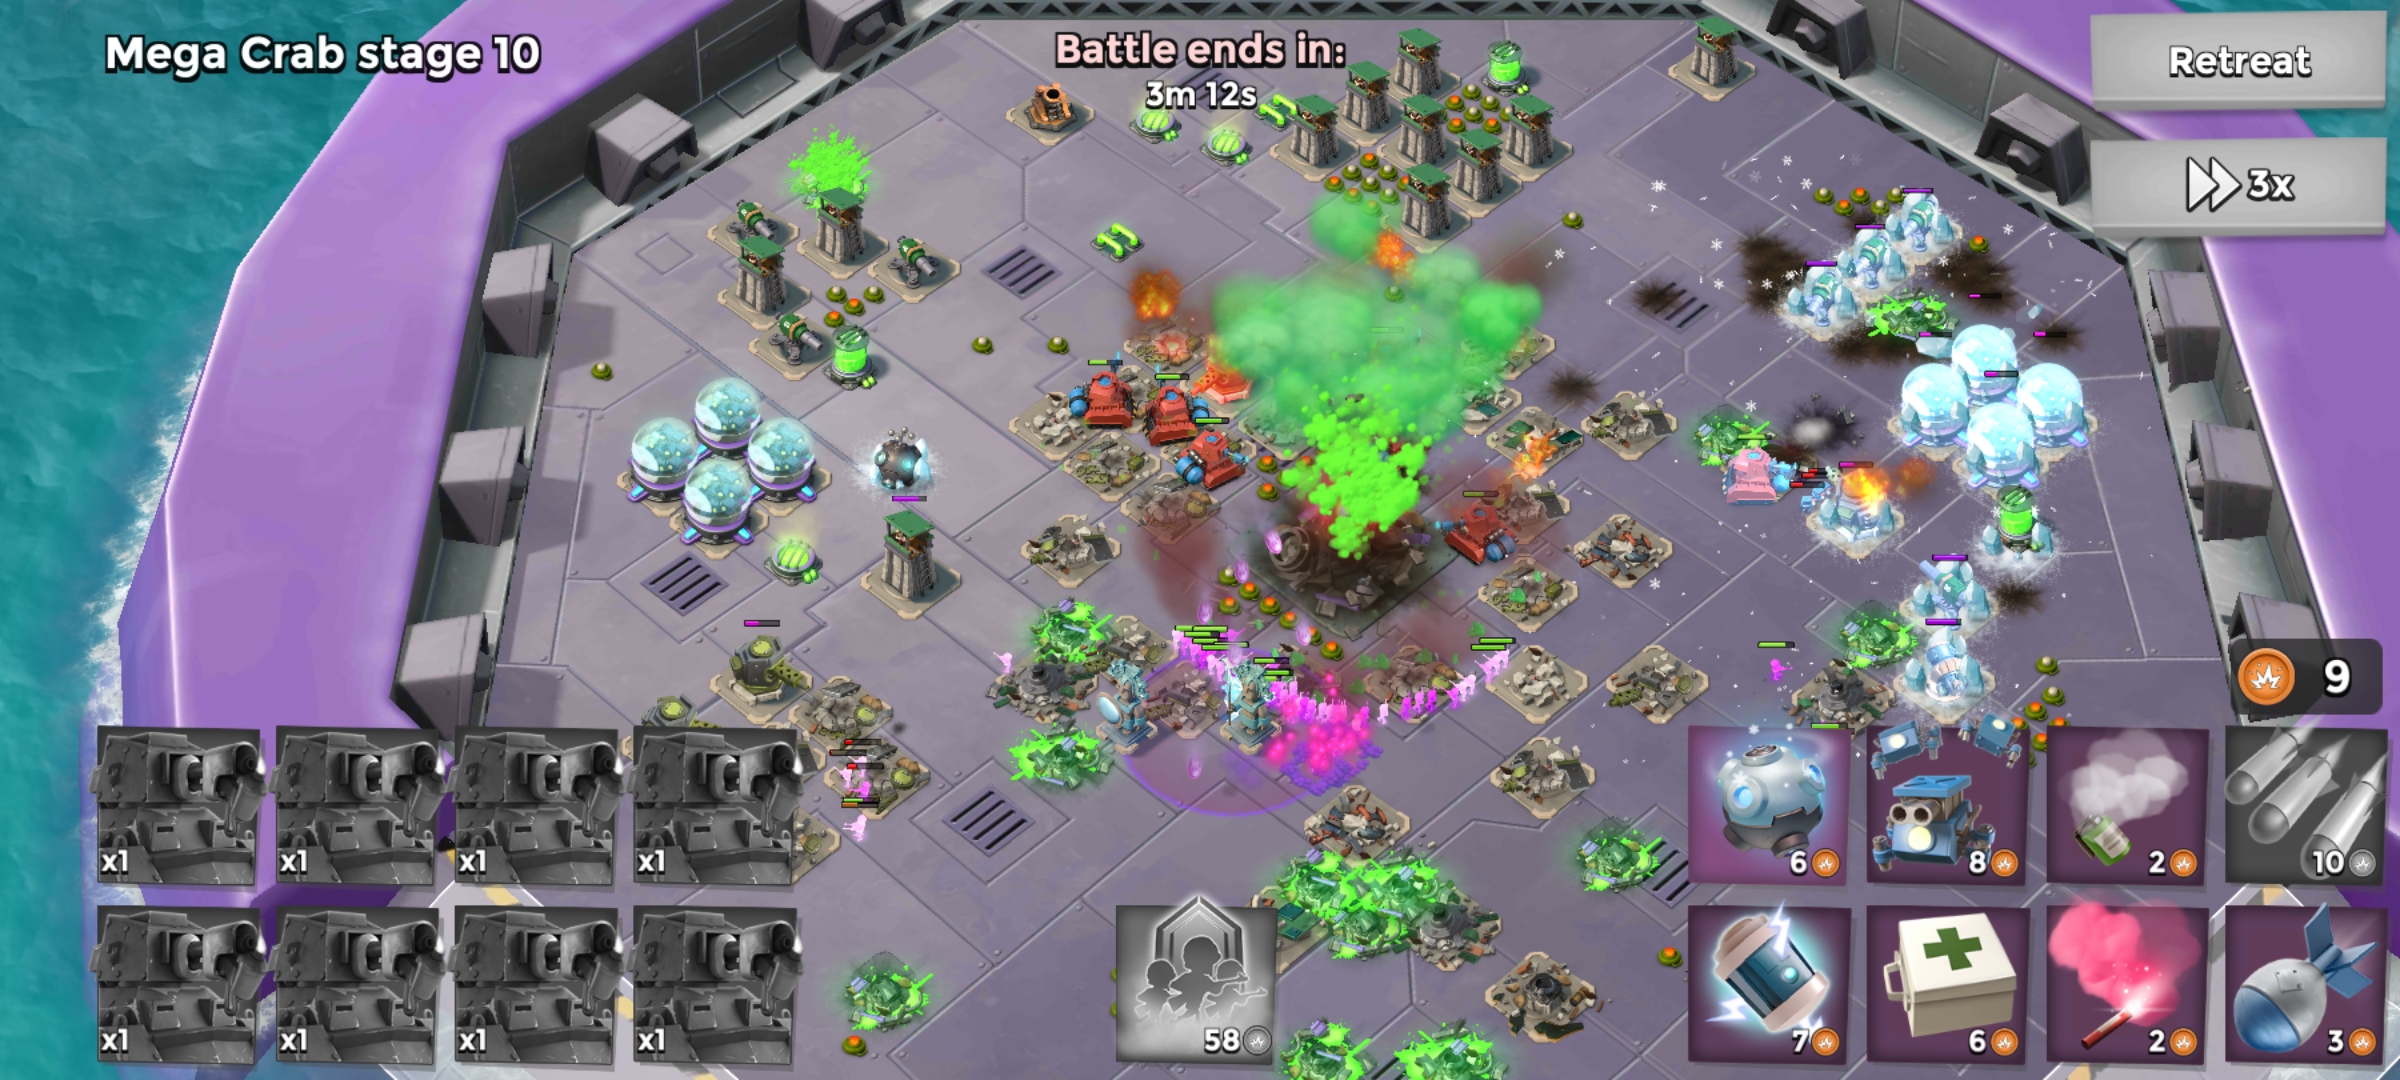 Mega Crab stage 10
Battle ends in:
3m 12s
Retreat
3x
9
x1
x1
x1
x1
6
8
2
10
x1
x1
x1
x1
58
7
6
2
3